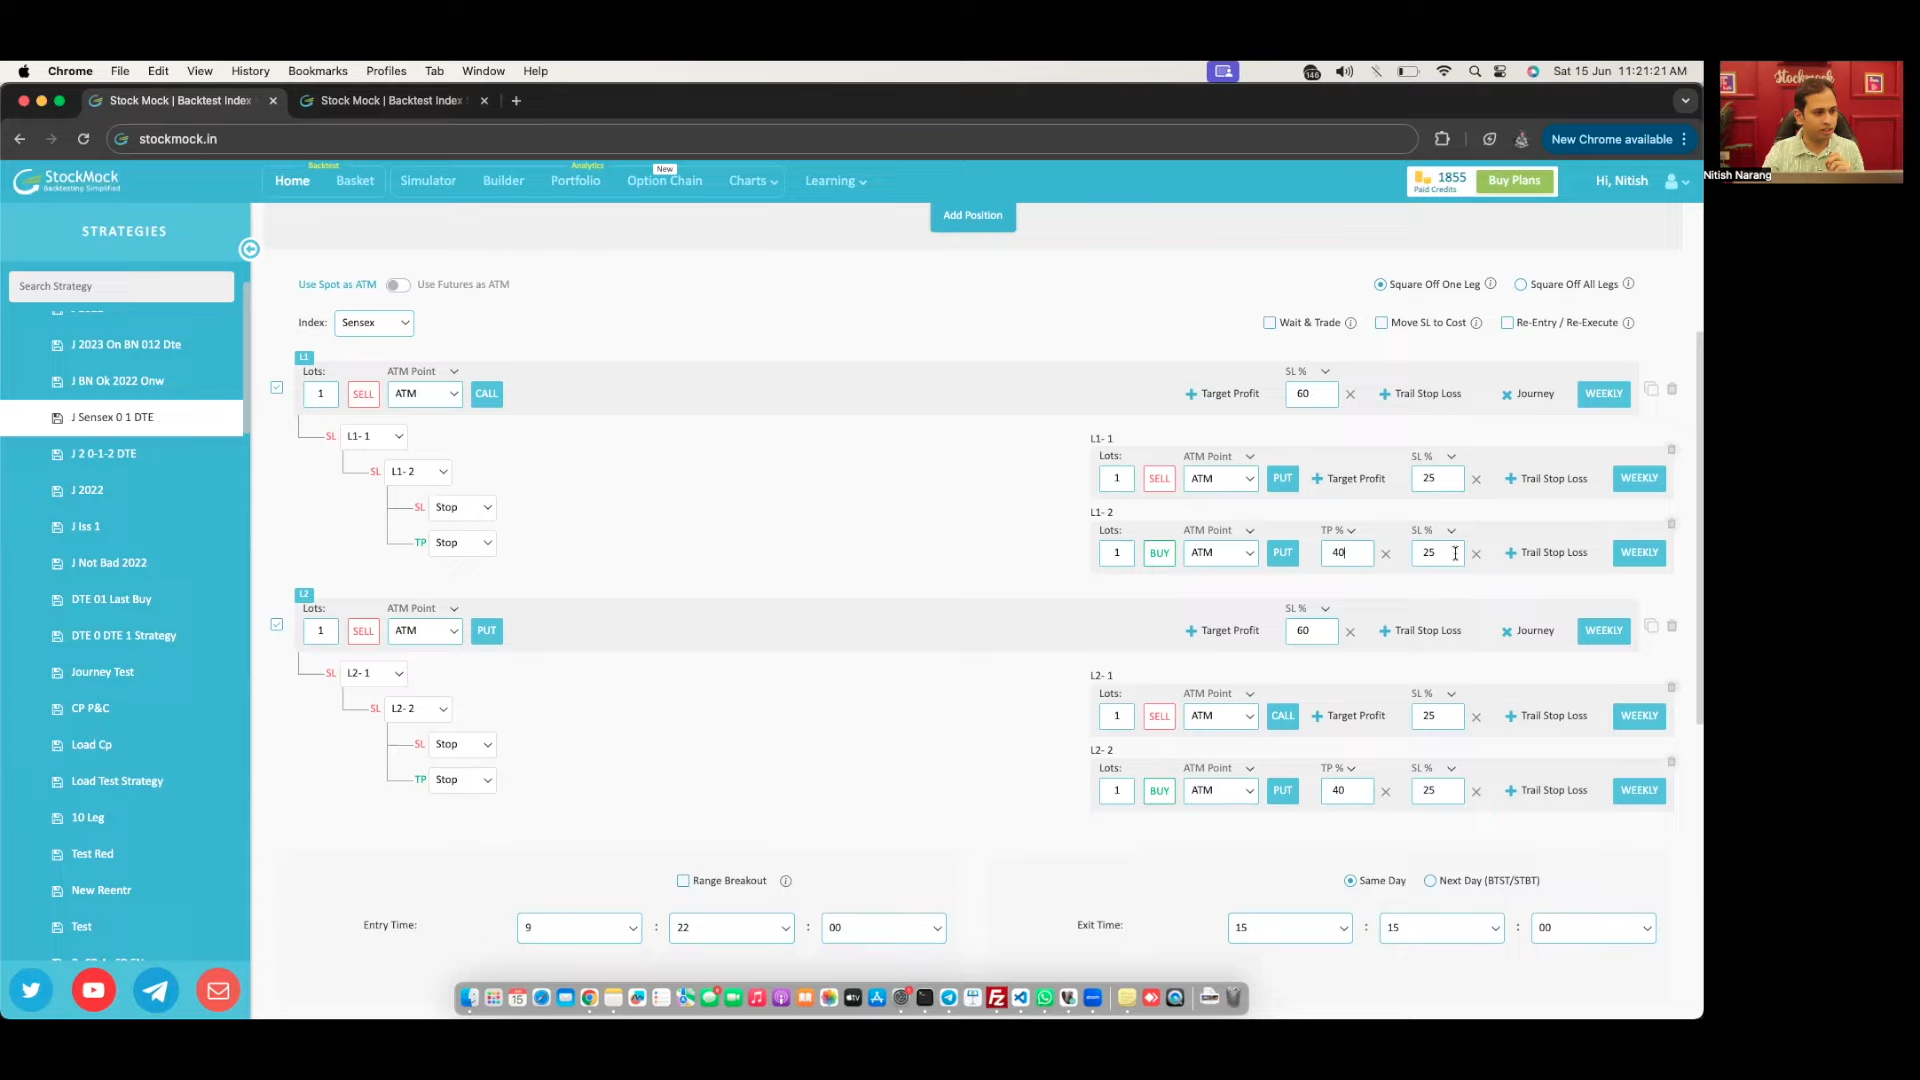 Chrome File Edit View History Bookmarks Profiles Tab Window Help
146
Sat 15 Jun 11:21:21 AM
Stockmock
Nitish Narang
Stock Mock | Backtest Index
Stock Mock | Backtest Index
stockmock.in
New Chrome available
StockMock
Backtesting Simplified
Backtest
Analytics
New
Home Basket Simulator Builder Portfolio Option Chain Charts Learning
1855
Paid Credits
Buy Plans
Hi, Nitish
STRATEGIES
Search Strategy
J 2023 On BN 012 Dte
J BN Ok 2022 Onw
J Sensex 0 1 DTE
J 2 0-1-2 DTE
J 2022
J Iss 1
J Not Bad 2022
DTE 01 Last Buy
DTE 0 DTE 1 Strategy
Journey Test
CP P&C
Load Cp
Load Test Strategy
10 Leg
Test Red
New Reentr
Test
Add Position
Use Spot as ATM Use Futures as ATM
Square Off One Leg Square Off All Legs
Index: Sensex
Wait & Trade Move SL to Cost Re-Entry / Re-Execute
L1
Lots: ATM Point SL %
1 SELL ATM CALL + Target Profit 60 + Trail Stop Loss Journey WEEKLY
SL L1- 1
SL L1- 2
SL Stop
TP Stop
L1- 1
Lots: ATM Point SL %
1 SELL ATM PUT + Target Profit 25 + Trail Stop Loss WEEKLY
L1- 2
Lots: ATM Point TP % SL %
1 BUY ATM PUT 40 25 + Trail Stop Loss WEEKLY
L2
Lots: ATM Point SL %
1 SELL ATM PUT + Target Profit 60 + Trail Stop Loss Journey WEEKLY
SL L2- 1
SL L2- 2
SL Stop
TP Stop
L2- 1
Lots: ATM Point SL %
1 SELL ATM CALL + Target Profit 25 + Trail Stop Loss WEEKLY
L2- 2
Lots: ATM Point TP % SL %
1 BUY ATM PUT 40 25 + Trail Stop Loss WEEKLY
Range Breakout
Same Day Next Day (BTST/STBT)
Entry Time: 9 : 22 : 00
Exit Time: 15 : 15 : 00